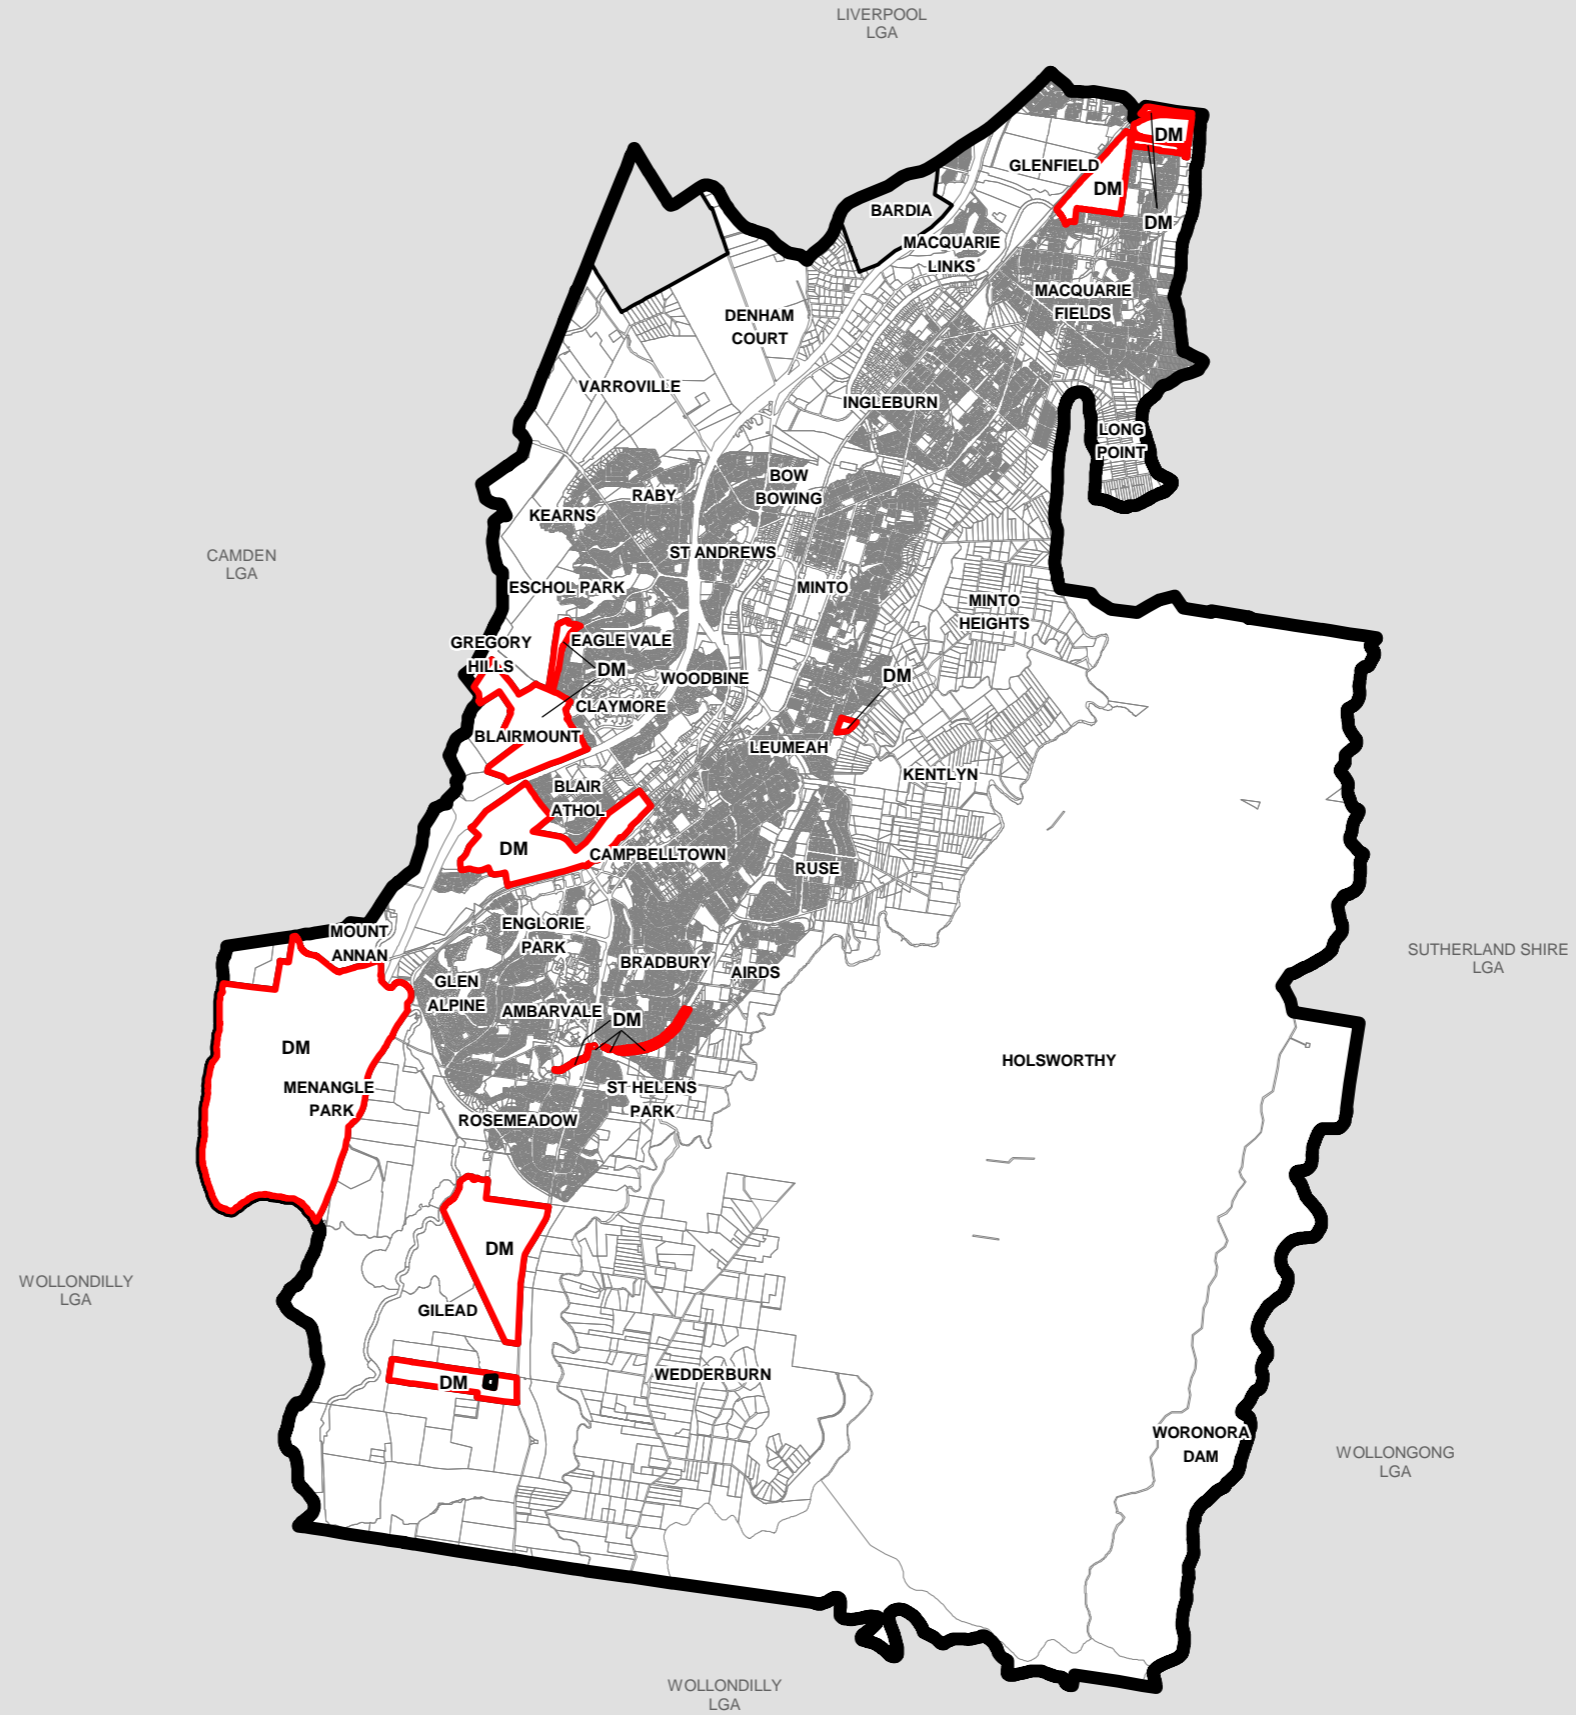 LIVERPOOL
LGA
DM
GLENFIELD
DM
BARDIA
DM
MACQUARIE
LINKS
MACQUARIE
FIELDS
DENHAM
COURT
VARROVILLE
INGLEBURN
LONG
POINT
BOW
BOWING
RABY
KEARNS
ST ANDREWS
CAMDEN
LGA
ESCHOL PARK
MINTO
MINTO
HEIGHTS
GREGORY
HILLS
EAGLE VALE
DM
WOODBINE
DM
CLAYMORE
BLAIRMOUNT
LEUMEAH
KENTLYN
BLAIR
ATHOL
DM
CAMPBELLTOWN
RUSE
ENGLORIE
PARK
MOUNT
ANNAN
BRADBURY
AIRDS
SUTHERLAND SHIRE
LGA
GLEN
ALPINE
AMBARVALE
DM
DM
HOLSWORTHY
MENANGLE
PARK
ST HELENS
PARK
ROSEMEADOW
DM
WOLLONDILLY
LGA
GILEAD
DM
WEDDERBURN
WORONORA
DAM
WOLLONGONG
LGA
WOLLONDILLY
LGA